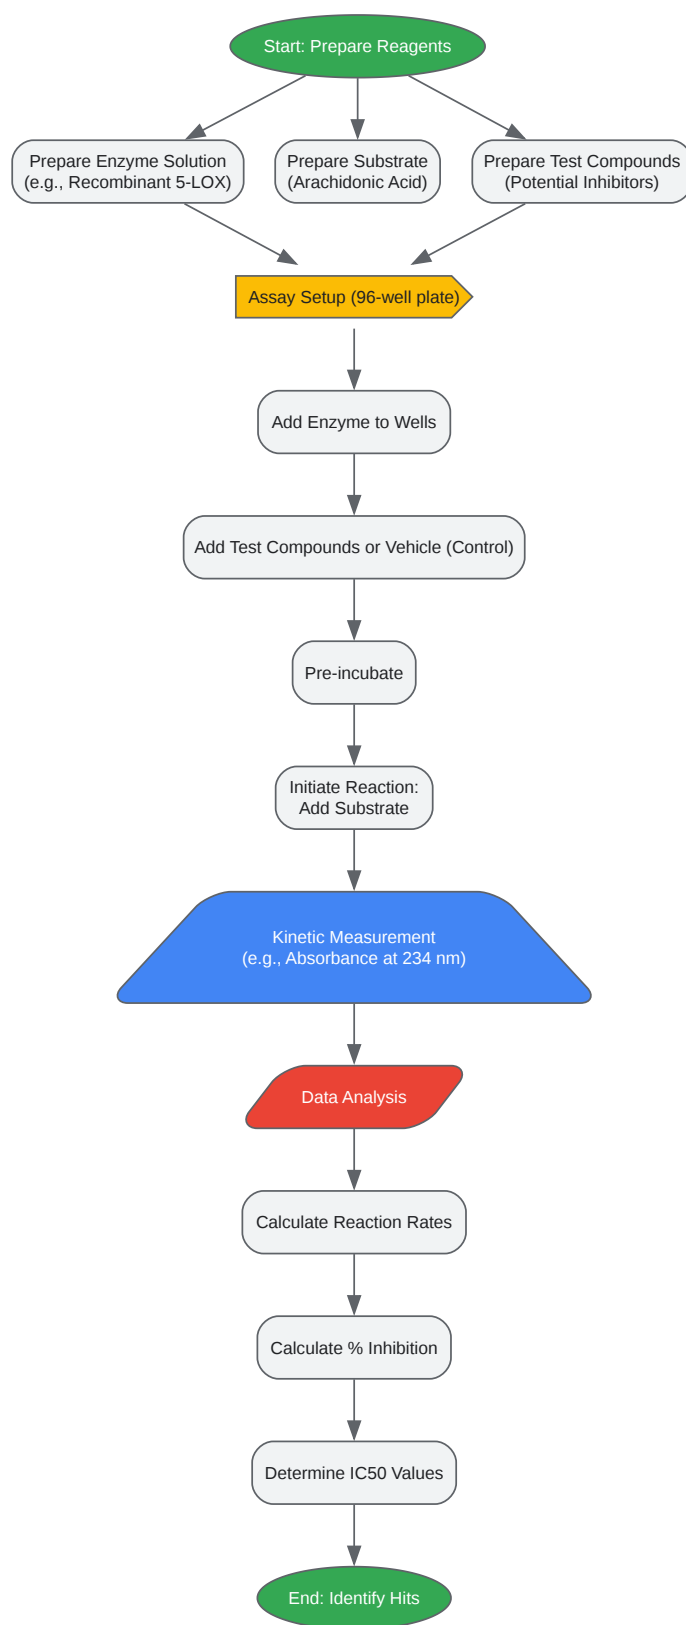 Start: Prepare Reagents
Prepare Enzyme Solution
(e.g., Recombinant 5-LOX)
Prepare Substrate
(Arachidonic Acid)
Prepare Test Compounds
(Potential Inhibitors)
Assay Setup (96-well plate)
Add Enzyme to Wells
Add Test Compounds or Vehicle (Control)
Pre-incubate
Initiate Reaction:
Add Substrate
Kinetic Measurement
(e.g., Absorbance at 234 nm)
Data Analysis
Calculate Reaction Rates
Calculate % Inhibition
Determine IC50 Values
End: Identify Hits